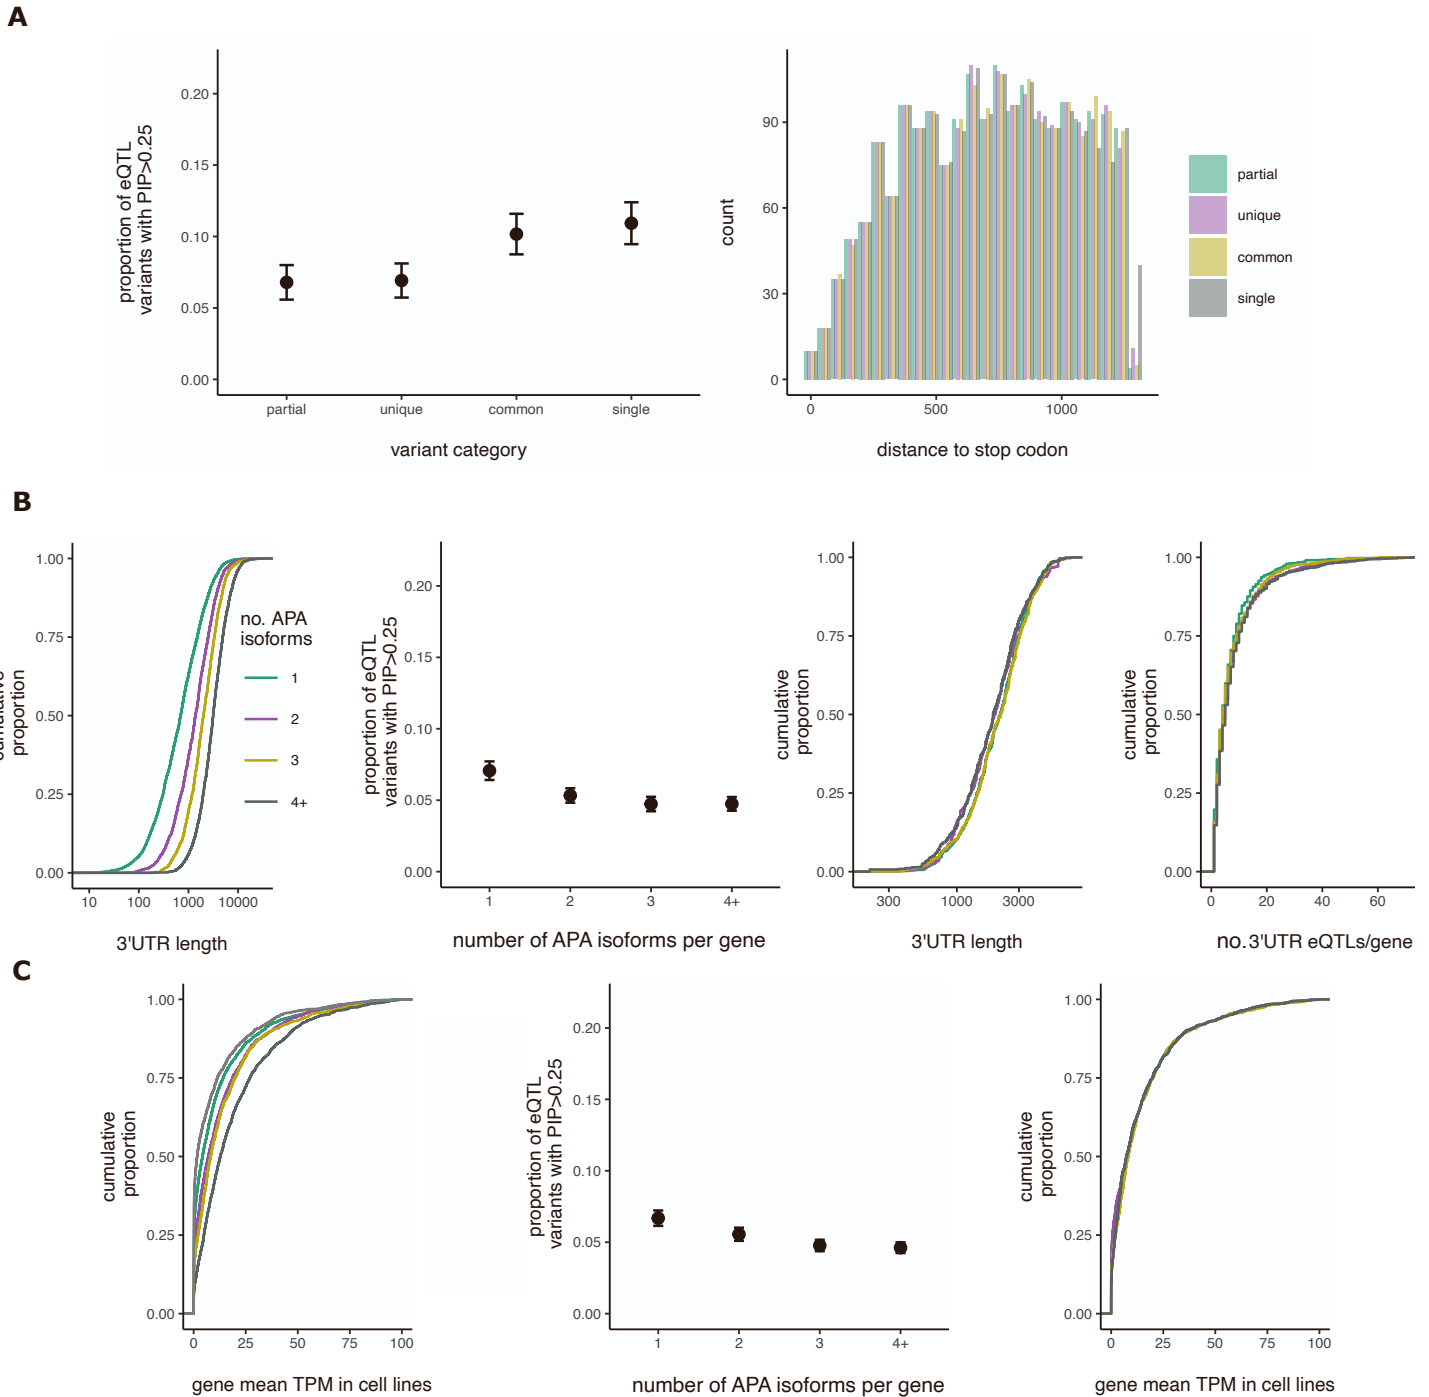 A
proportion of eQTL
variants with PIP>0.25
0.20
0.15
0.10
0.05
0.00
partial
unique
common
single
variant category
count
90
60
30
0
0
500
1000
distance to stop codon
partial
unique
common
single
B
cumulative
proportion
1.00
0.75
0.50
0.25
0.00
10
100
1000
10000
3'UTR length
no. APA
isoforms
1
2
3
4+
proportion of eQTL
variants with PIP>0.25
0.20
0.15
0.10
0.05
0.00
1
2
3
4+
number of APA isoforms per gene
cumulative
proportion
1.00
0.75
0.50
0.25
0.00
300
1000
3000
3'UTR length
cumulative
proportion
1.00
0.75
0.50
0.25
0.00
0
20
40
60
no.3'UTR eQTLs/gene
C
cumulative
proportion
1.00
0.75
0.50
0.25
0.00
0
25
50
75
100
gene mean TPM in cell lines
proportion of eQTL
variants with PIP>0.25
0.20
0.15
0.10
0.05
0.00
1
2
3
4+
number of APA isoforms per gene
cumulative
proportion
1.00
0.75
0.50
0.25
0.00
0
25
50
75
100
gene mean TPM in cell lines